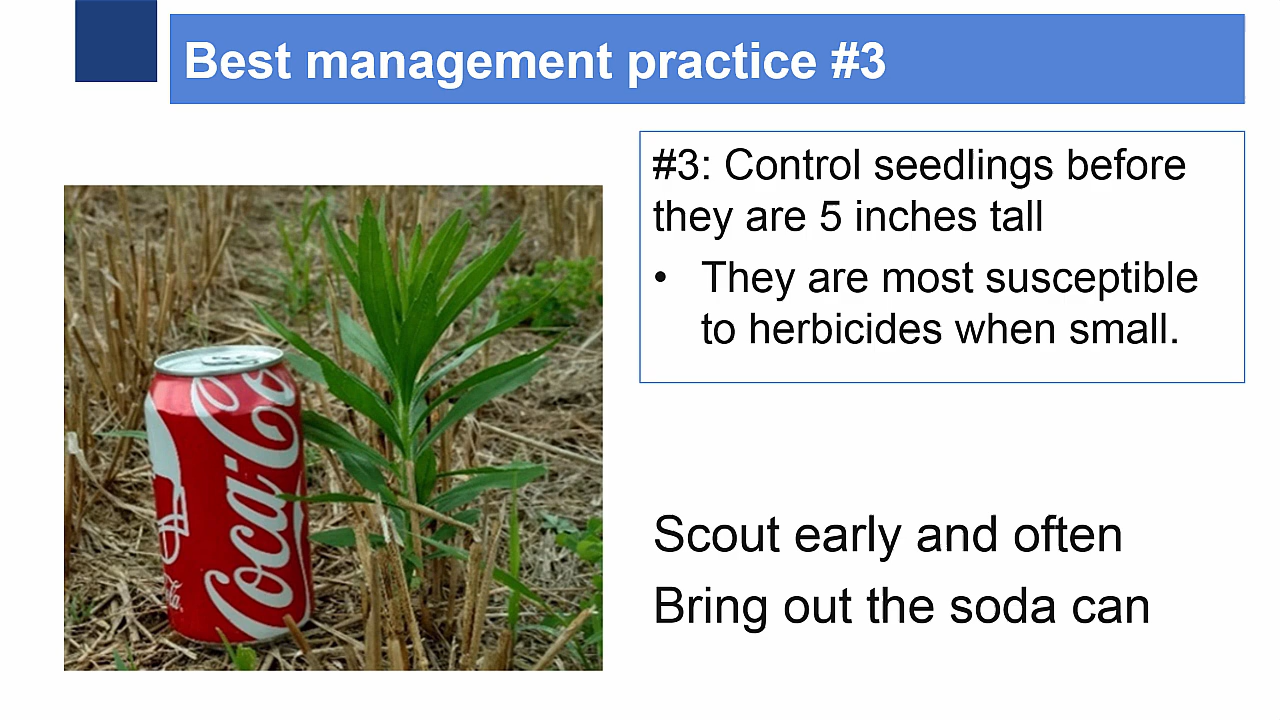 Best management practice #3
#3: Control seedlings before
they are 5 inches tall
• They are most susceptible
to herbicides when small.
Coca-Cola
Scout early and often
Bring out the soda can